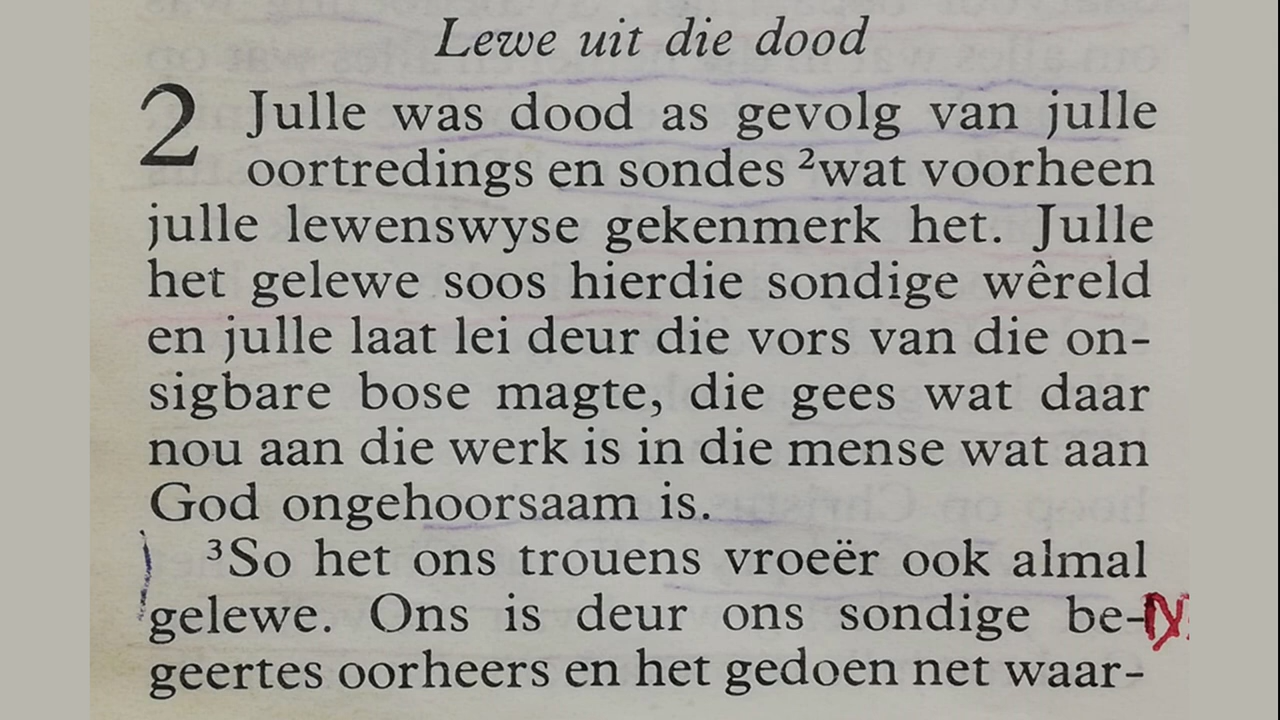 Lewe uit die dood
2 Julle was dood as gevolg van julle
oortredings en sondes ²wat voorheen
julle lewenswyse gekenmerk het. Julle
het gelewe soos hierdie sondige wêreld
en julle laat lei deur die vors van die on-
sigbare bose magte, die gees wat daar
nou aan die werk is in die mense wat aan
God ongehoorsaam is.
³So het ons trouens vroeër ook almal
gelewe. Ons is deur ons sondige be-
geertes oorheers en het gedoen net waar-